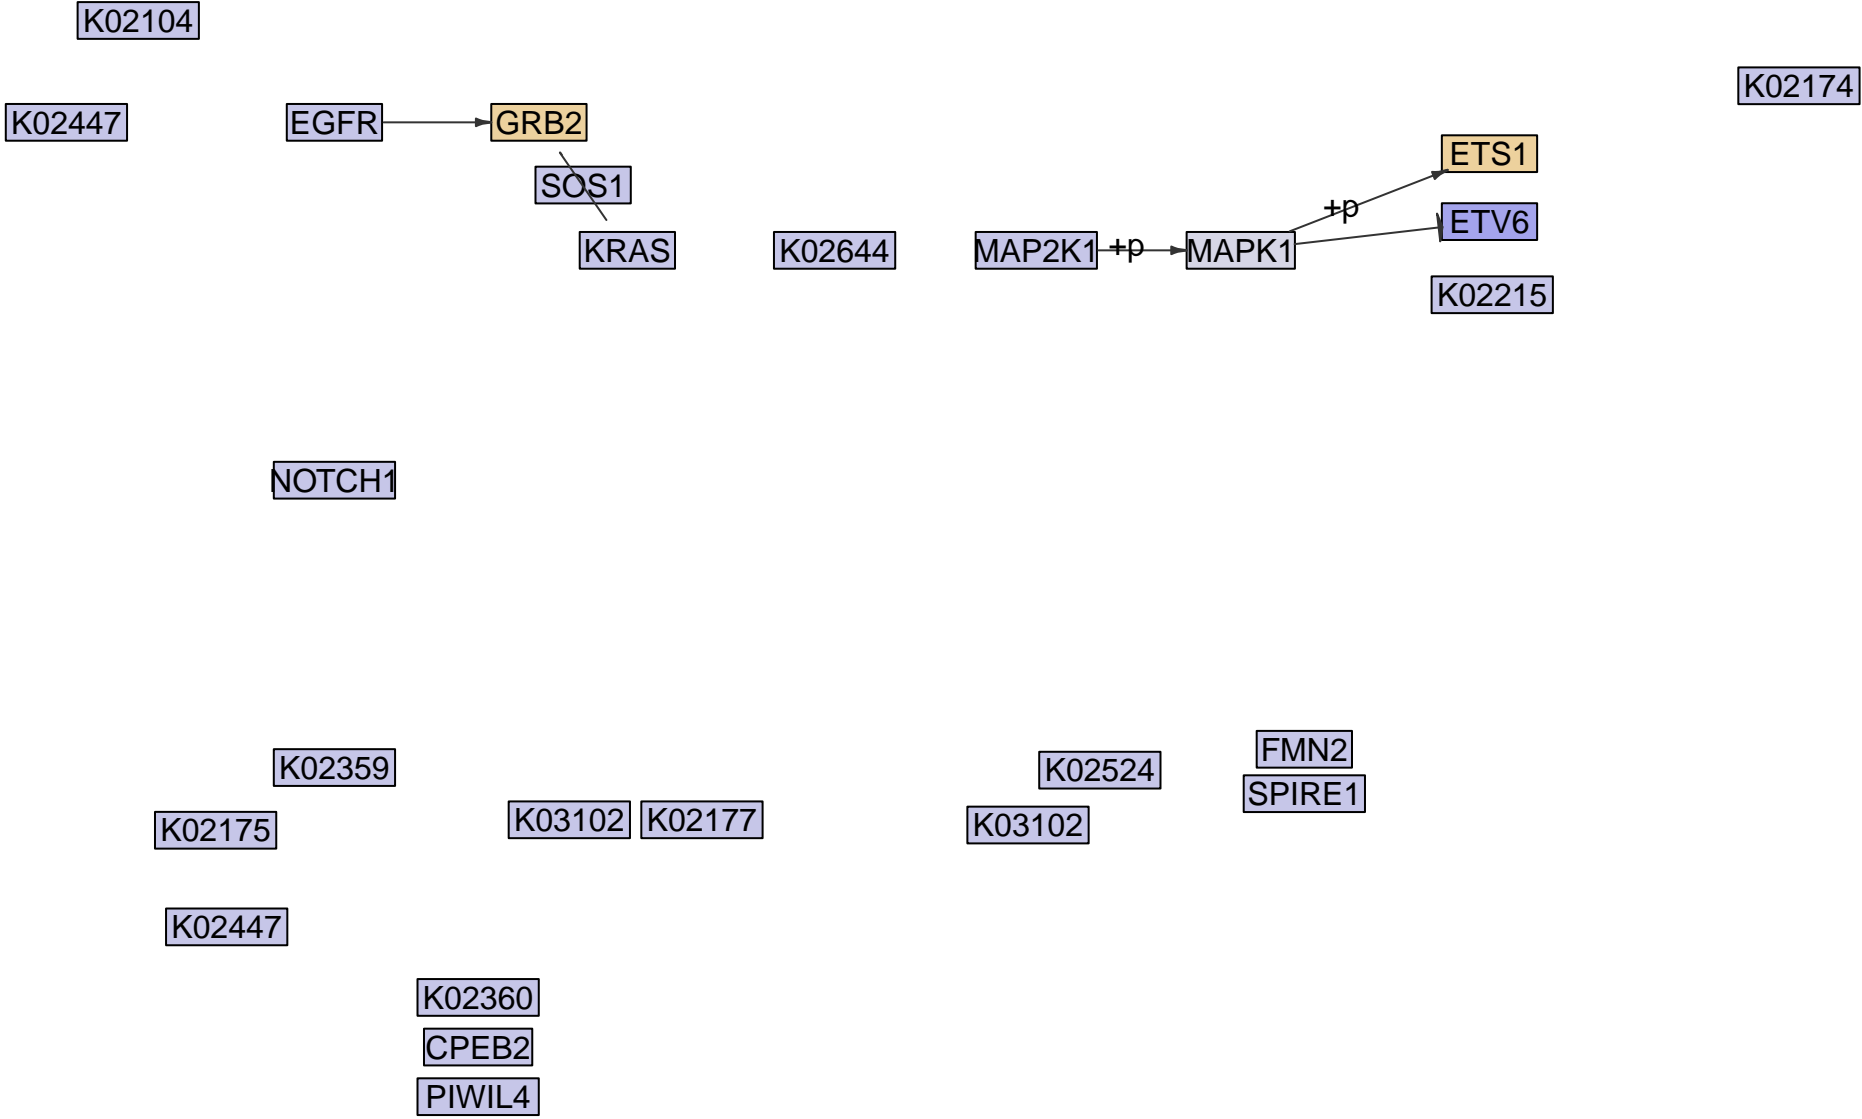 K02104
K02174
K02447
EGFR
GRB2
ETS1
SOS1
+p
ETV6
KRAS
K02644
MAP2K1
+p
MAPK1
K02215
NOTCH1
FMN2
K02359
K02524
SPIRE1
K03102
K02177
K03102
K02175
K02447
K02360
CPEB2
PIWIL4